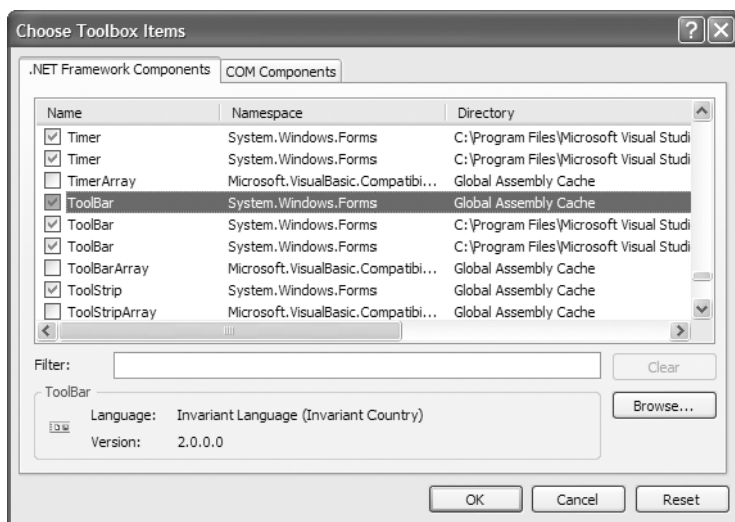 Choose Toolbox Items
.NET Framework Components COM Components
Name Namespace Directory
Timer System.Windows.Forms C:\Program Files\Microsoft Visual Studi
Timer System.Windows.Forms C:\Program Files\Microsoft Visual Studi
TimerArray Microsoft.VisualBasic.Compatibi... Global Assembly Cache
ToolBar System.Windows.Forms Global Assembly Cache
ToolBar System.Windows.Forms C:\Program Files\Microsoft Visual Studi
ToolBar System.Windows.Forms C:\Program Files\Microsoft Visual Studi
ToolBarArray Microsoft.VisualBasic.Compatibi... Global Assembly Cache
ToolStrip System.Windows.Forms Global Assembly Cache
ToolStripArray Microsoft.VisualBasic.Compatibi... Global Assembly Cache
Filter: Clear
ToolBar
Language: Invariant Language (Invariant Country)
Browse...
Version: 2.0.0.0
OK Cancel Reset